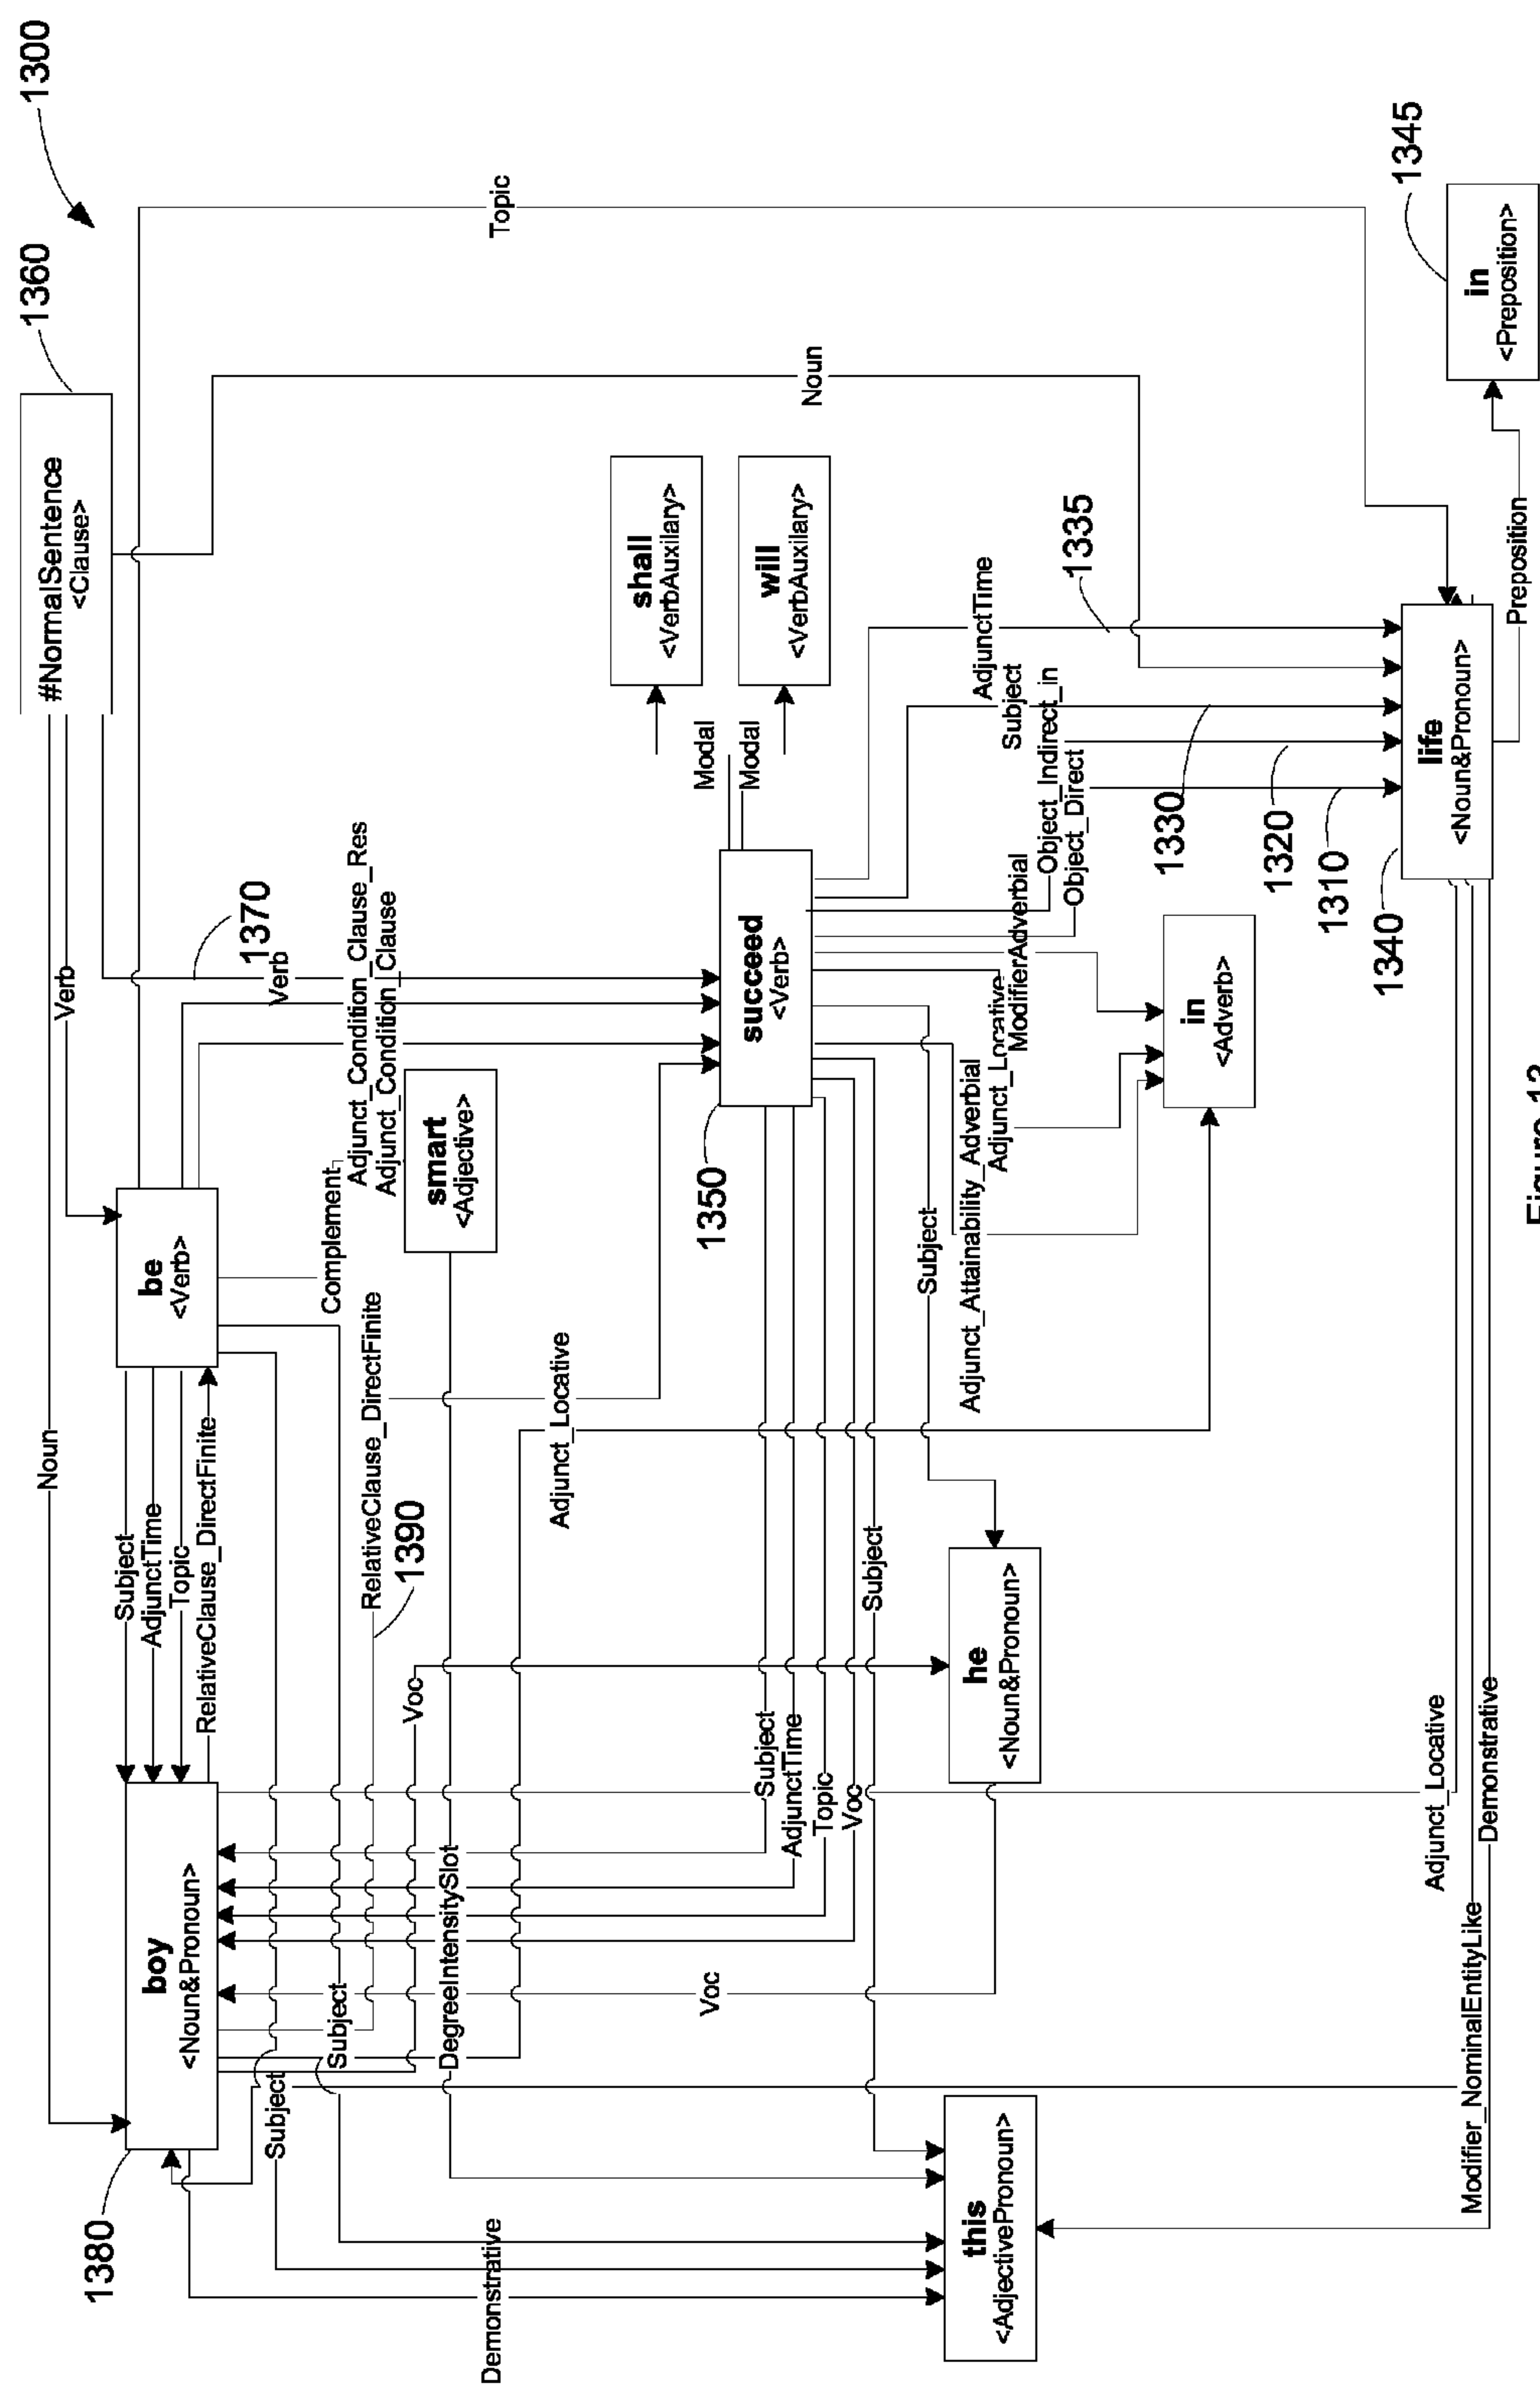 1300
1360
#NormalSentence
<Clause>
Verb
Noun
Topic
Noun
be
<Verb>
1370
Verb
Adjunct_Condition_Clause_Res
Adjunct_Condition_Clause
Complement
smart
<Adjective>
shall
<VerbAuxilary>
will
<VerbAuxilary>
Modal
Modal
Subject
AdjunctTime
Topic
RelativeClause_DirectFinite
RelativeClause_DirectFinite
1390
boy
<Noun&Pronoun>
1380
Adjunct_Locative
Voc
Subject
Subject
DegreeIntensitySlot
Demonstrative
succeed
<Verb>
1350
AdjunctTime
Subject
Object_Indirect_in
Object_Direct
ModifierAdverbial
Adjunct_Locative
Adjunct_Attainability_Adverbial
Subject
Subject
Subject
AdjunctTime
Topic
Voc
Voc
1335
1330
1320
1310
1340
life
<Noun&Pronoun>
in
<Adverb>
he
<Noun&Pronoun>
this
<AdjectivePronoun>
Adjunct_Locative
Modifier_NominalEntityLike
Demonstrative
Preposition
1345
in
<Preposition>